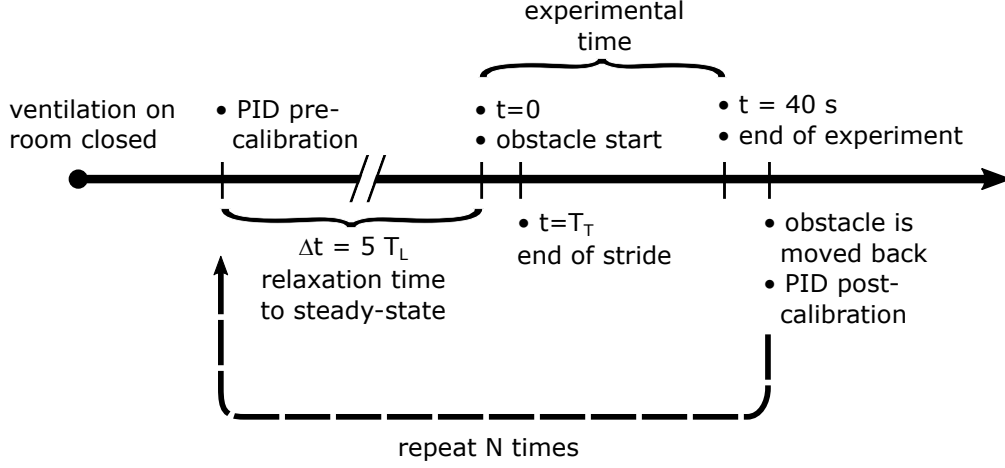 experimental
time
ventilation on
room closed
• PID pre-
calibration
• t=0
• obstacle start
• t = 40 s
• end of experiment
Δt = 5 T_L
relaxation time
to steady-state
• t=T_T
end of stride
• obstacle is
moved back
• PID post-
calibration
repeat N times